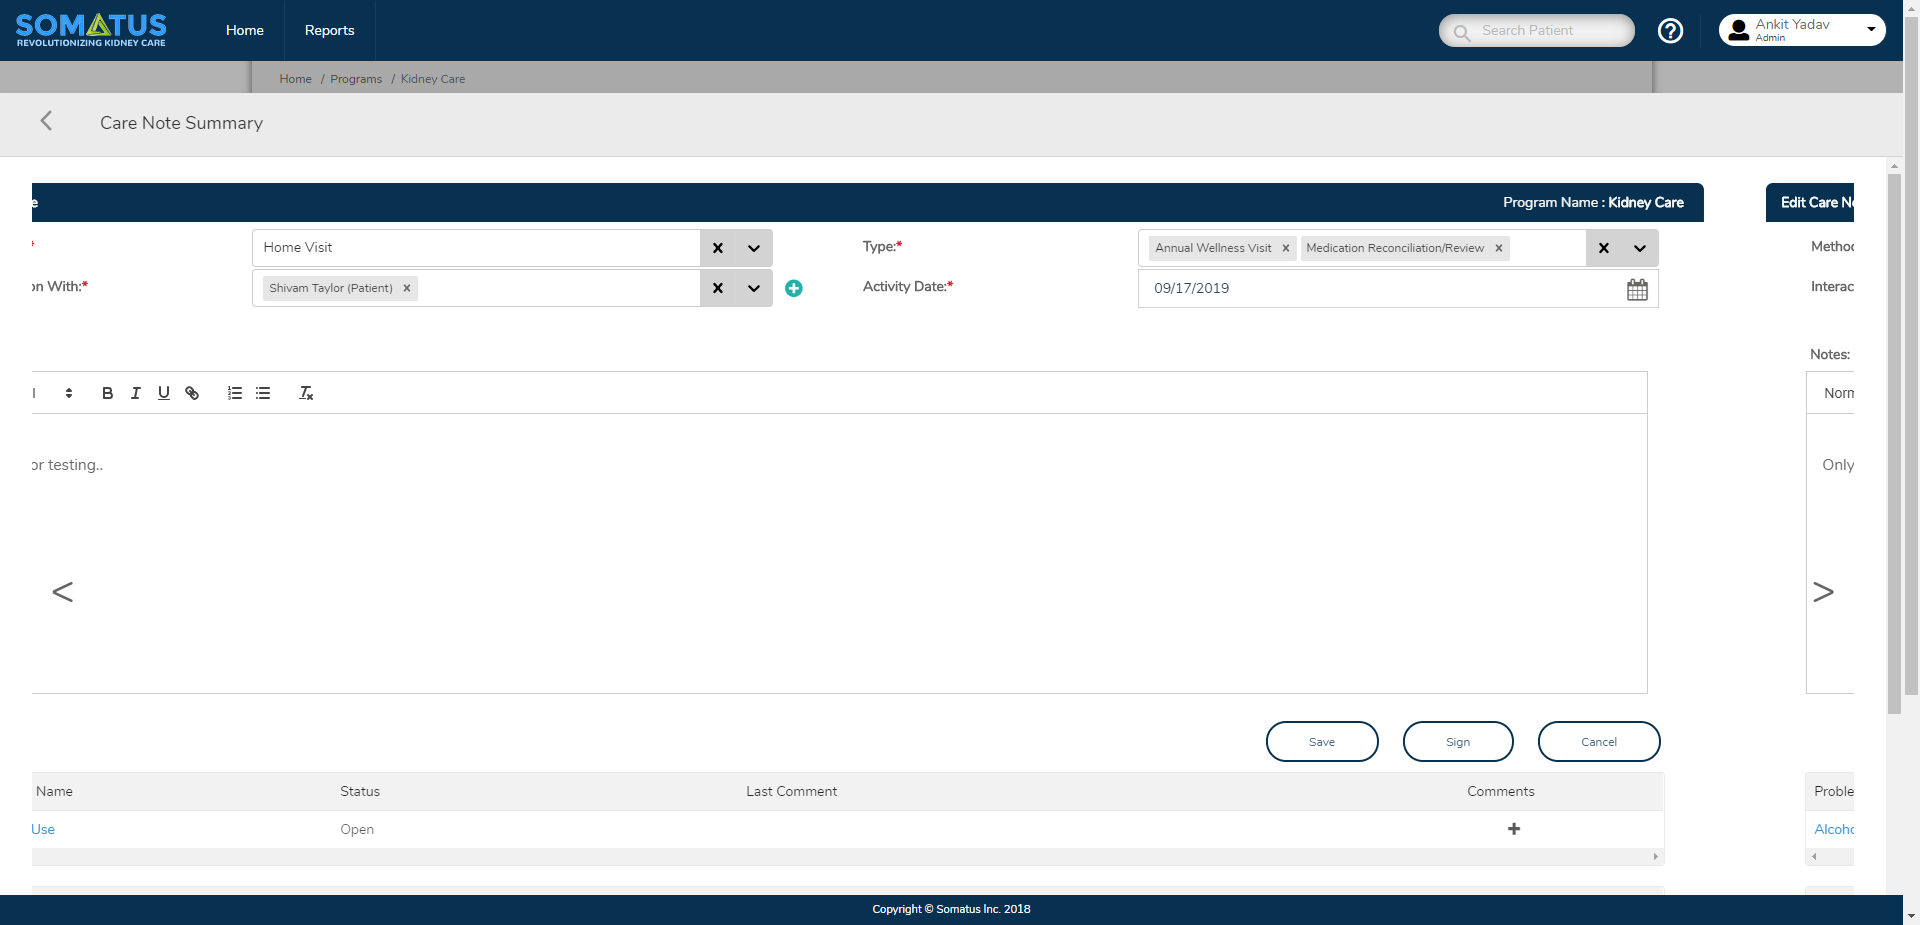 SOMATUS
REVOLUTIONIZING KIDNEY CARE
Home
Reports
Search Patient
Ankit Yadav
Admin
Home / Programs / Kidney Care
Care Note Summary
e
Program Name : Kidney Care
Edit Care N
*
Home Visit
Type:*
Annual Wellness Visit
Medication Reconciliation/Review
Metho
on With:*
Shivam Taylor (Patient)
Activity Date:*
09/17/2019
Interac
Notes:
Norm
or testing..
Only
<
>
Save
Sign
Cancel
Name
Status
Last Comment
Comments
Proble
Use
Open
Alcoho
Copyright © Somatus Inc. 2018